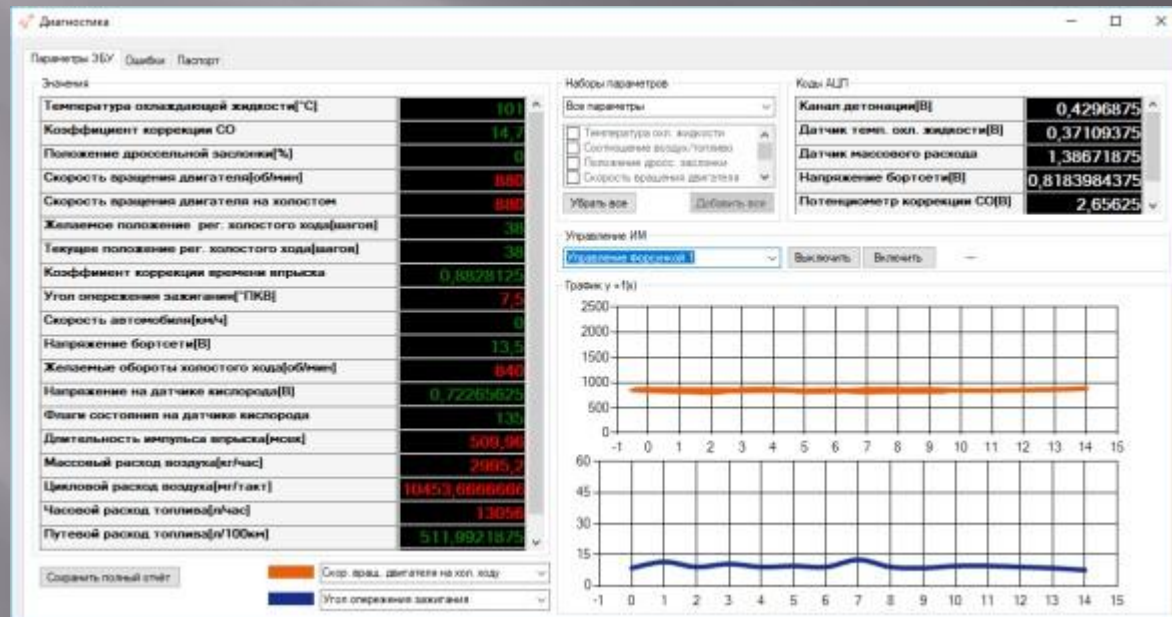 Диагностика
Параметры ЭБУ Ошибки Паспорт
Значения
Температура охлаждающей жидкости[°C] 101
Коэффициент коррекции СО 14,7
Положение дроссельной заслонки[%] 0
Скорость вращения двигателя[об/мин] 880
Скорость вращения двигателя на холостом 880
Желаемое положение рег. холостого хода[шагов] 38
Текущее положение рег. холостого хода[шагов] 38
Коэффимент коррекции времени впрыска 0,8828125
Угол опережения зажигания[°ПКВ] 7,5
Скорость автомобиля[км/ч] 0
Напряжение бортсети[В] 13,5
Желаемые обороты холостого хода[об/мин] 840
Напряжение на датчике кислорода[В] 0,72265625
Флаги состояния на датчике кислорода 135
Длительность импульса впрыска[мсек] 509,96
Массовый расход воздуха[кг/час] 2995,2
Цикловой расход воздуха[мг/такт] 10453,6666666
Часовой расход топлива[л/час] 13056
Путевой расход топлива[л/100км] 511,9921875
Сохранить полный отчёт
Скор. вращ. двигателя на хол. ходу
Угол опережения зажигания
Наборы параметров
Все параметры
Температура охл. жидкости
Соотношение воздух/топливо
Положение дросс. заслонки
Скорость вращения двигателя
Убрать все Добавить все
Коды АЦП
Канал детонации[В] 0,4296875
Датчик темп. охл. жидкости[В] 0,37109375
Датчик массового расхода 1,38671875
Напряжение бортсети[В] 0,8183984375
Потенциометр коррекции СО[В] 2,65625
Управление ИМ
Управление форсункой 1 Выключить Включить —
График y =f(x)
2500
2000
1500
1000
500
0
-1 0 1 2 3 4 5 6 7 8 9 10 11 12 13 14 15
60
45
30
15
0
-1 0 1 2 3 4 5 6 7 8 9 10 11 12 13 14 15